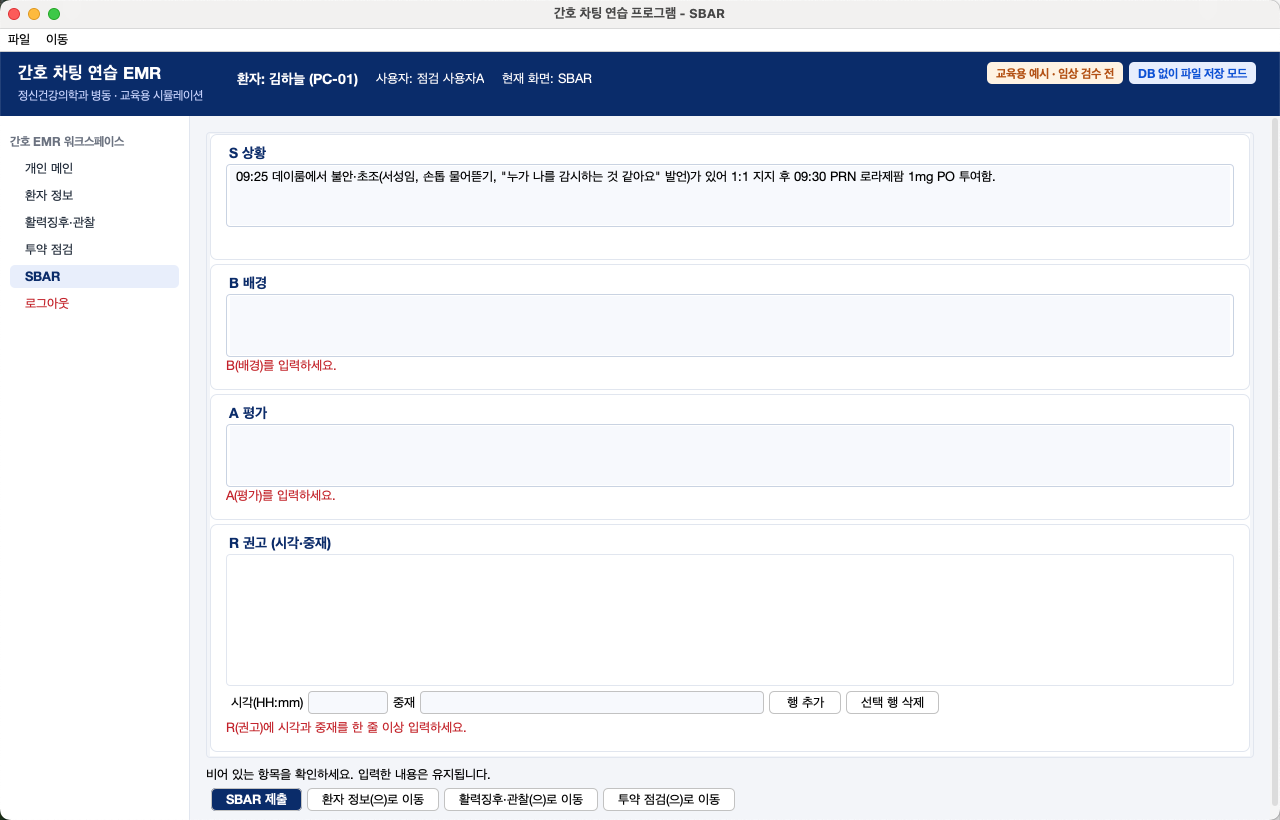 간호 차팅 연습 프로그램 - SBAR
파일 이동
간호 차팅 연습 EMR
정신건강의학과 병동 · 교육용 시뮬레이션
환자: 김하늘 (PC-01) 사용자: 점검 사용자A 현재 화면: SBAR
교육용 예시 · 임상 검수 전 DB 없이 파일 저장 모드
간호 EMR 워크스페이스
개인 메인
환자 정보
활력징후·관찰
투약 점검
SBAR
로그아웃
S 상황
09:25 데이룸에서 불안·초조(서성임, 손톱 물어뜯기, "누가 나를 감시하는 것 같아요" 발언)가 있어 1:1 지지 후 09:30 PRN 로라제팜 1mg PO 투여함.
B 배경
B(배경)를 입력하세요.
A 평가
A(평가)를 입력하세요.
R 권고 (시각·중재)
시각(HH:mm) 중재 행 추가 선택 행 삭제
R(권고)에 시각과 중재를 한 줄 이상 입력하세요.
비어 있는 항목을 확인하세요. 입력한 내용은 유지됩니다.
SBAR 제출 환자 정보(으)로 이동 활력징후·관찰(으)로 이동 투약 점검(으)로 이동